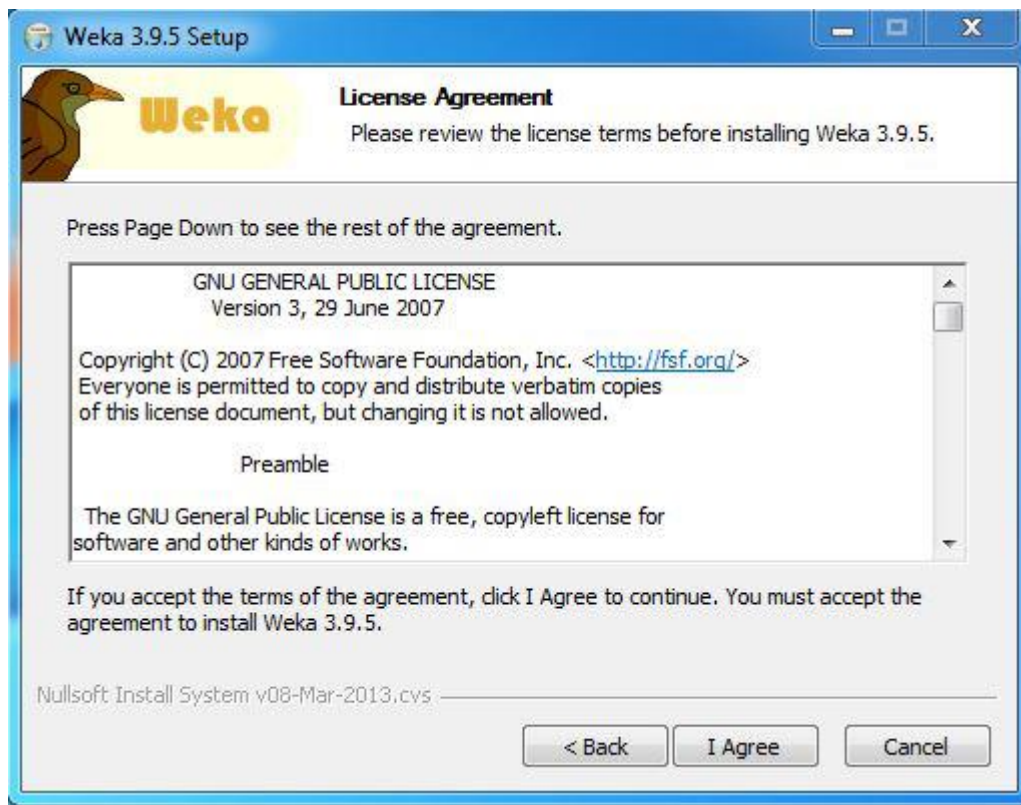 Weka 3.9.5 Setup
Weka
License Agreement
Please review the license terms before installing Weka 3.9.5.
Press Page Down to see the rest of the agreement.
GNU GENERAL PUBLIC LICENSE
Version 3, 29 June 2007
Copyright (C) 2007 Free Software Foundation, Inc. <http://fsf.org/>
Everyone is permitted to copy and distribute verbatim copies
of this license document, but changing it is not allowed.
Preamble
The GNU General Public License is a free, copyleft license for
software and other kinds of works.
If you accept the terms of the agreement, click I Agree to continue. You must accept the
agreement to install Weka 3.9.5.
Nullsoft Install System v08-Mar-2013.cvs
< Back
I Agree
Cancel